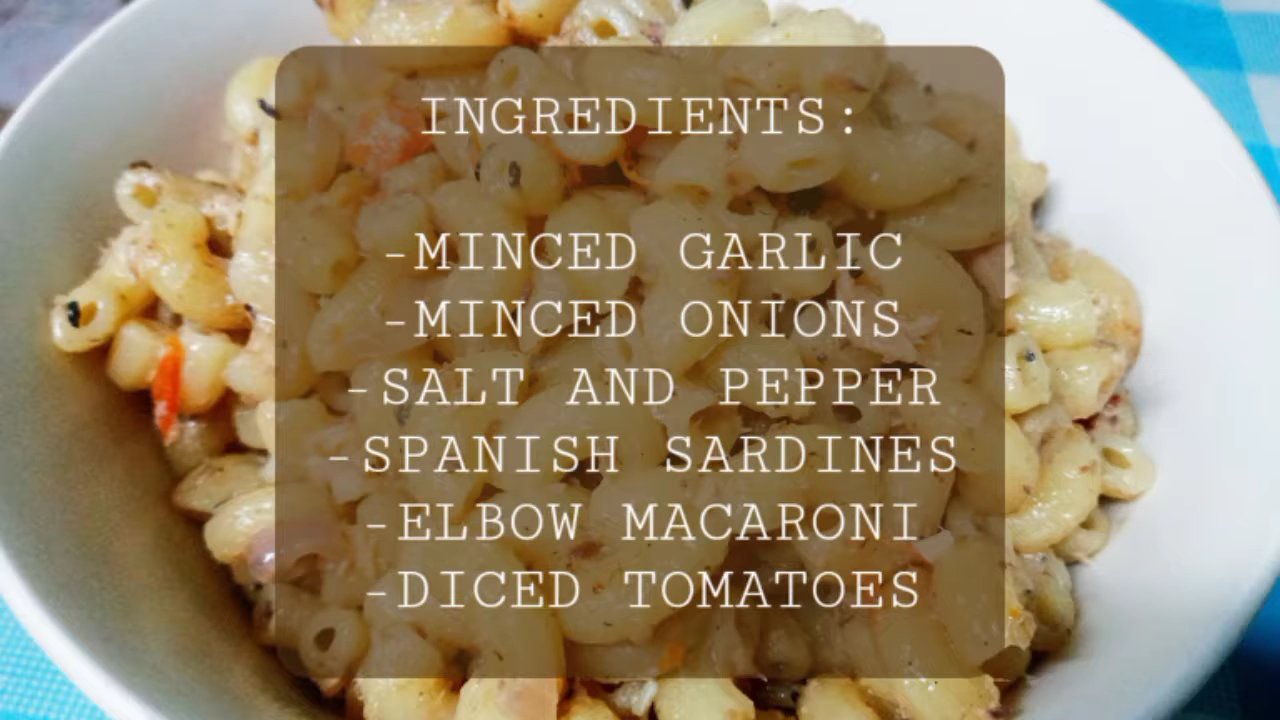 INGREDIENTS:
-MINCED GARLIC
-MINCED ONIONS
-SALT AND PEPPER
-SPANISH SARDINES
-ELBOW MACARONI
-DICED TOMATOES